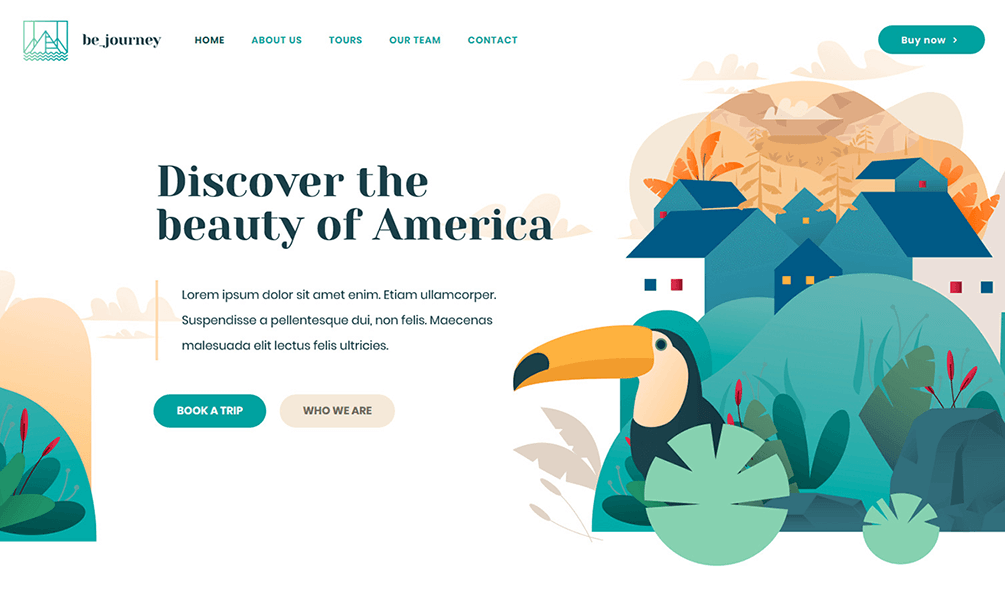 be_journey
HOME
ABOUT US
TOURS
OUR TEAM
CONTACT
Buy now >
Discover the
beauty of America
Lorem ipsum dolor sit amet enim. Etiam ullamcorper.
Suspendisse a pellentesque dui, non felis. Maecenas
malesuada elit lectus felis ultricies.
BOOK A TRIP
WHO WE ARE